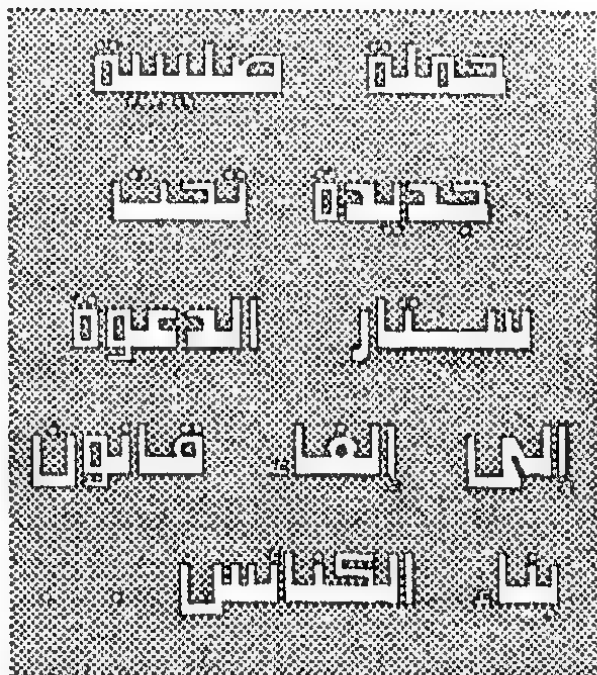 حملة صليبية
جديدة تحت
ستار الدعوة
إلى إلغاء قانون
بناء الكنائس